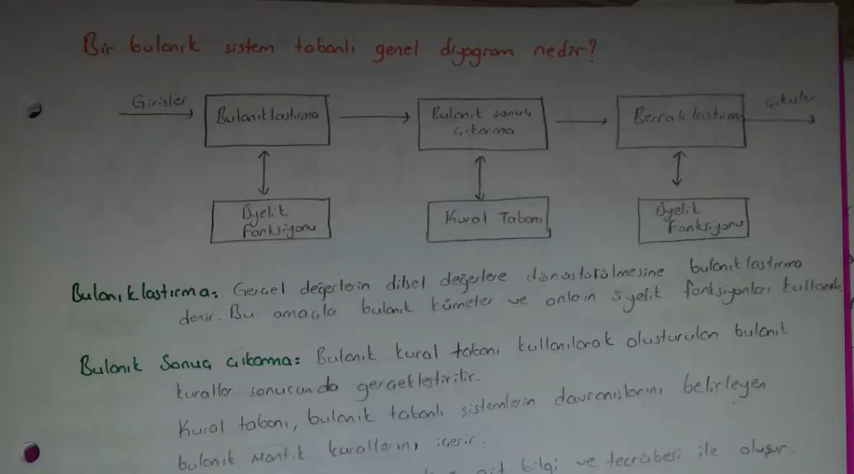 Bir bulanık sistem tabanlı genel diyagram nedir?
Girişler
Bulanıklaştırma
Bulanık sonuç
çıkarma
Berraklaştırma
Çıkışlar
Üyelik
Fonksiyonu
Kural Tabanı
Üyelik
Fonksiyonu
Bulanıklaştırma: Gerçel değerlerin dilsel değerlere dönüştürülmesine bulanıklaştırma
denir. Bu amaçla bulanık kümeler ve onların üyelik fonksiyonları kullanılır.
Bulanık Sonuç Çıkarma: Bulanık kural tabanı kullanılarak oluşturulan bulanık
kurallar sonucunda gerçekleştirilir.
Kural tabanı, bulanık tabanlı sistemlerin davranışlarını belirleyen
bulanık mantık kurallarını içerir.
ait bilgi ve tecrübesi ile oluşur.